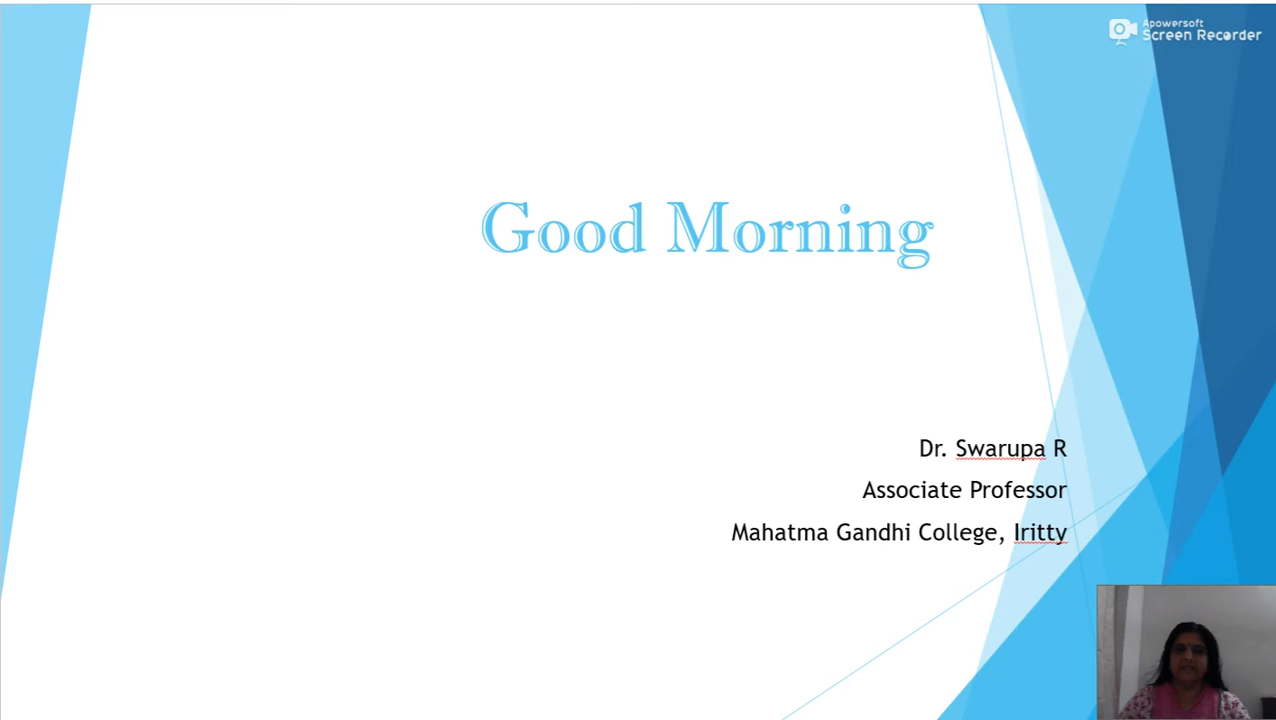 Apowersoft
Screen Recorder
Good Morning
Dr. Swarupa R
Associate Professor
Mahatma Gandhi College, Iritty